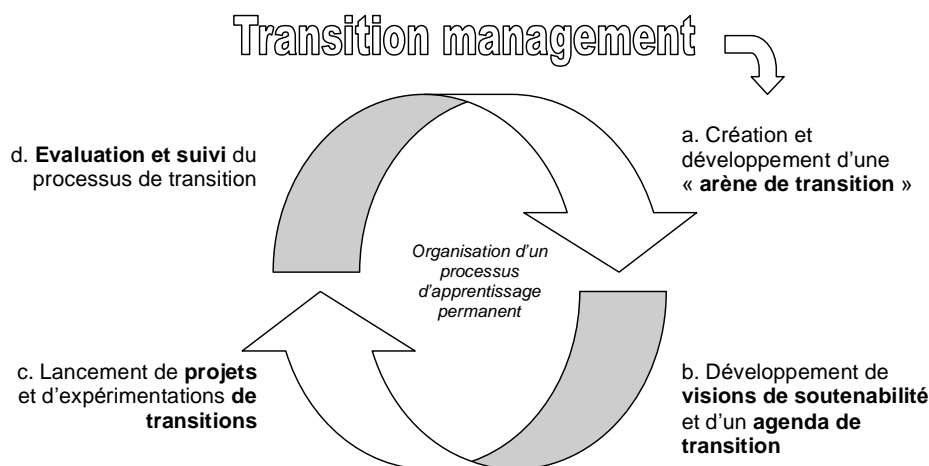 Transition management
a. Création et
développement d'une
« arène de transition »
b. Développement de
visions de soutenabilité
et d'un agenda de
transition
c. Lancement de projets
et d'expérimentations de
transitions
d. Evaluation et suivi du
processus de transition
Organisation d'un
processus
d'apprentissage
permanent